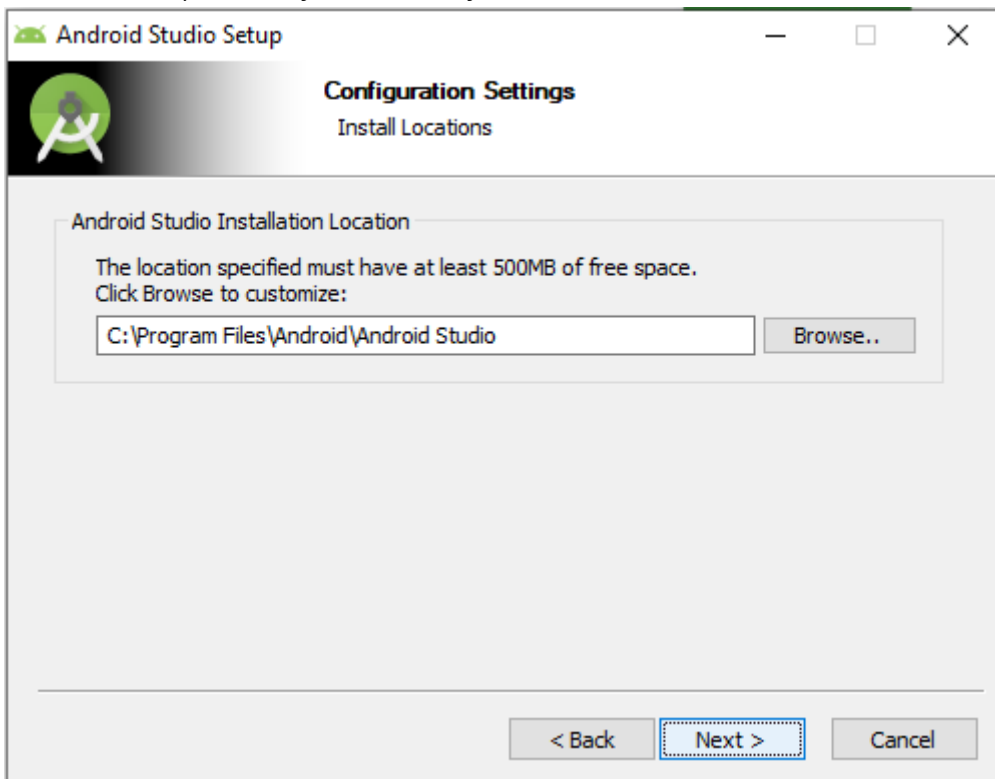 Android Studio Setup
Configuration Settings
Install Locations
Android Studio Installation Location
The location specified must have at least 500MB of free space.
Click Browse to customize:
C:\Program Files\Android\Android Studio
Browse..
< Back
Next >
Cancel